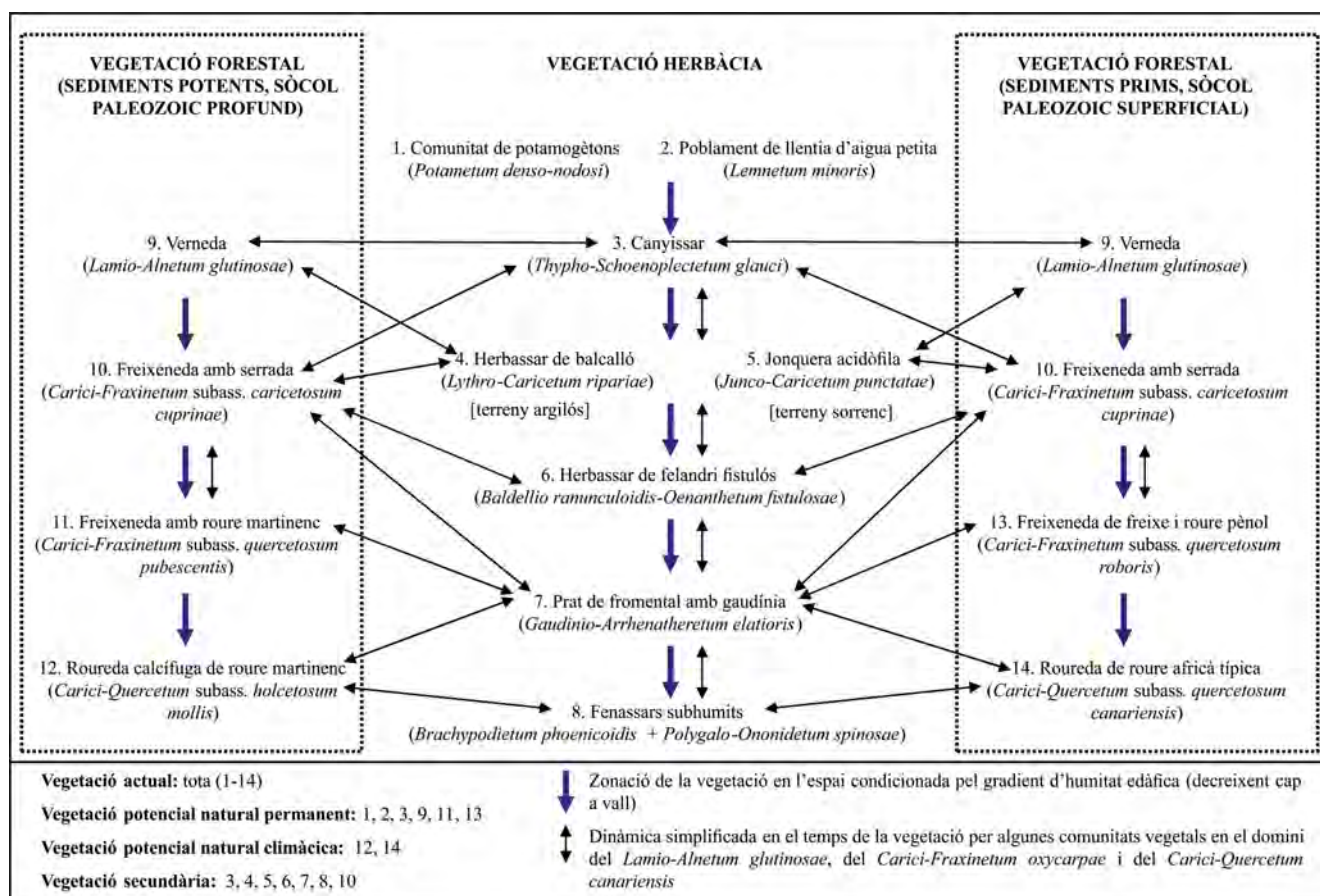 VEGETACIÓ FORESTAL
(SEDIMENTS POTENTS, SÒCOL
PALEOZOIC PROFUND)
VEGETACIÓ HERBÀCIA
VEGETACIÓ FORESTAL
(SEDIMENTS PRIMS, SÒCOL
PALEOZOIC SUPERFICIAL)
1. Comunitat de potamogètons
(Potametum denso-nodosi)
2. Poblament de llentia d'aigua petita
(Lemnetum minoris)
9. Verneda
(Lamio-Alnetum glutinosae)
3. Canyissar
(Thypho-Schoenoplectetum glauci)
9. Verneda
(Lamio-Alnetum glutinosae)
10. Freixeneda amb serrada
(Carici-Fraxinetum subass. caricetosum
cuprinae)
4. Herbassar de balcalló
(Lythro-Caricetum ripariae)
[terreny argilós]
5. Jonquera acidòfila
(Junco-Caricetum punctatae)
[terreny sorrenc]
10. Freixeneda amb serrada
(Carici-Fraxinetum subass. caricetosum
cuprinae)
6. Herbassar de felandri fistulós
(Baldellio ranunculoidis-Oenanthetum fistulosae)
11. Freixeneda amb roure martinenc
(Carici-Fraxinetum subass. quercetosum
pubescentis)
13. Freixeneda de freixe i roure pènol
(Carici-Fraxinetum subass. quercetosum
roboris)
7. Prat de fromental amb gaudínia
(Gaudinio-Arrhenatheretum elatioris)
12. Roureda calcífuga de roure martinenc
(Carici-Quercetum subass. holcetosum
mollis)
14. Roureda de roure africà típica
(Carici-Quercetum subass. quercetosum
canariensis)
8. Fenassars subhumits
(Brachypodietum phoenicoidis + Polygalo-Ononidetum spinosae)
Vegetació actual: tota (1-14)
Vegetació potencial natural permanent: 1, 2, 3, 9, 11, 13
Vegetació potencial natural climàcica: 12, 14
Vegetació secundària: 3, 4, 5, 6, 7, 8, 10
Zonació de la vegetació en l'espai condicionada pel gradient d'humitat edàfica (decreixent cap
a vall)
Dinàmica simplificada en el temps de la vegetació per algunes comunitats vegetals en el domini
del Lamio-Alnetum glutinosae, del Carici-Fraxinetum oxycarpae i del Carici-Quercetum
canariensis